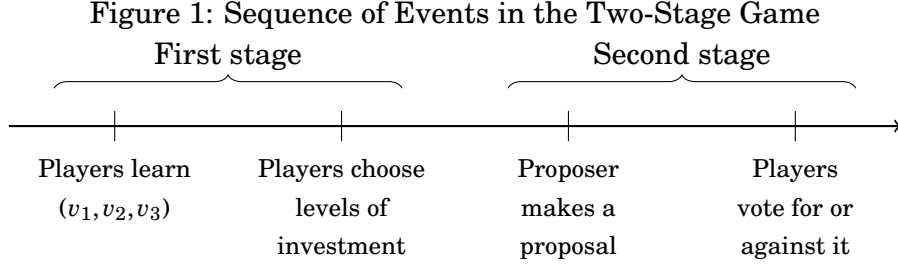 Figure 1: Sequence of Events in the Two-Stage Game
First stage
Second stage
Players learn
(v₁, v₂, v₃)
Players choose
levels of
investment
Proposer
makes a
proposal
Players
vote for or
against it